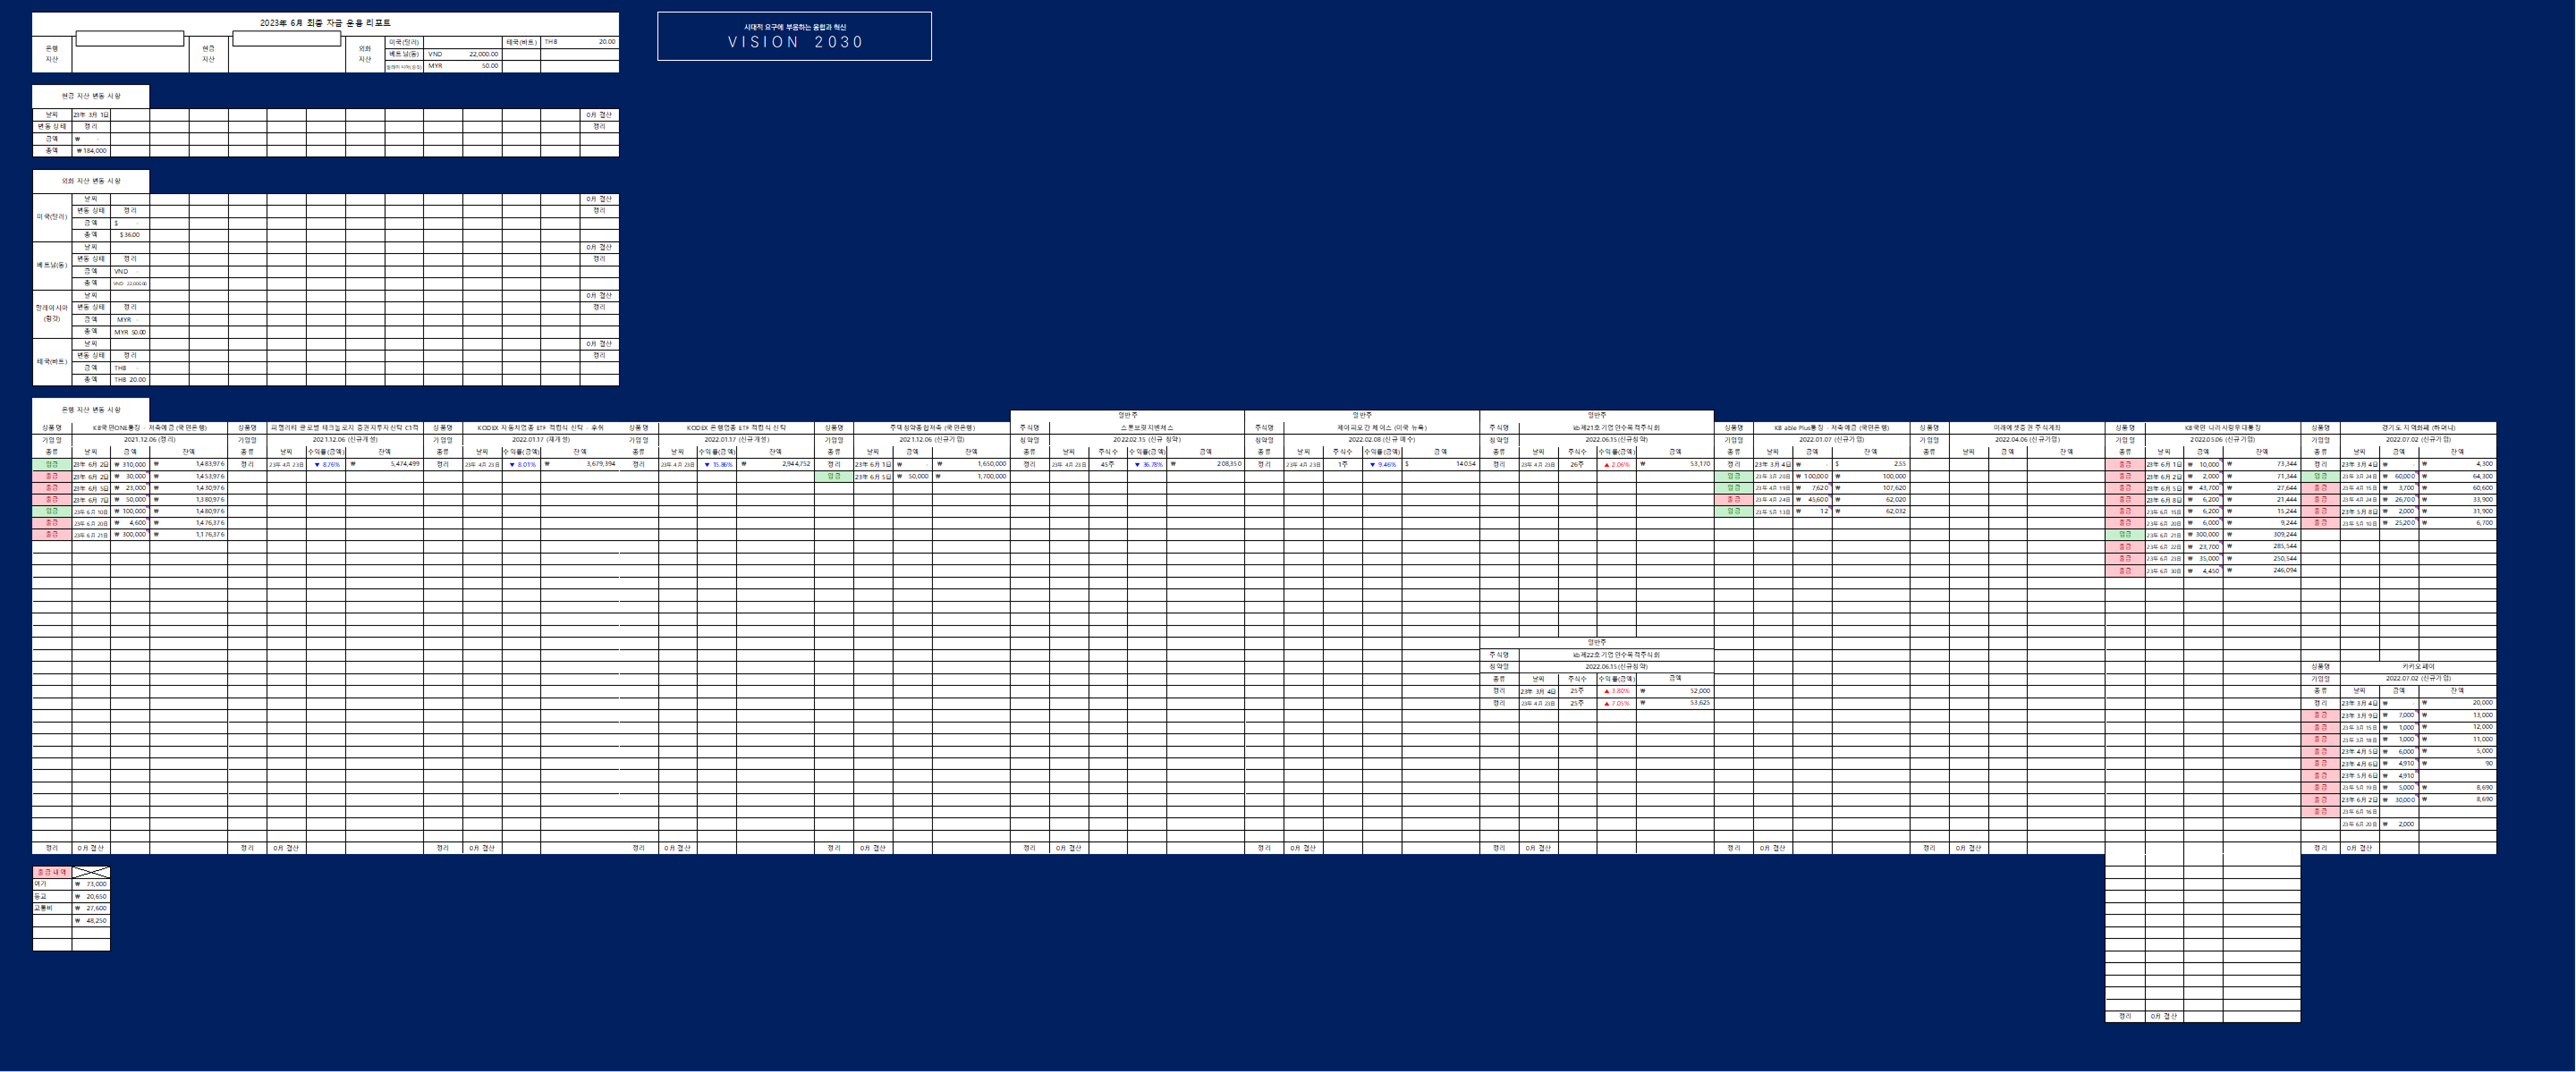 2023年 6月 최종 자금 운용 리포트
시대적 요구에 부응하는 융합과 혁신
VISION 2030
은행 자산
현금 자산
외화 자산
미국(달러)
태국(바트) THB 20.00
베트남(동) VND 22,000.00
MYR 50.00
현금 자산 변동 사항
날짜 23年 3月 1日 0月 결산
변동 상태 정리 정리
금액 ₩ -
총액 ₩184,000
외화 자산 변동 사항
미국(달러)
날짜 0月 결산
변동 상태 정리 정리
금액 $ -
총액 $36.00
베트남(동)
날짜 0月 결산
변동 상태 정리 정리
금액 VND -
총액 VND 22,000.00
말레이시아(링깃)
날짜 0月 결산
변동 상태 정리 정리
금액 MYR -
총액 MYR 50.00
태국(바트)
날짜 0月 결산
변동 상태 정리 정리
금액 THB -
총액 THB 20.00
은행 자산 변동 사항
상품명 KB국민ONE통장 - 저축예금 (국민은행)
가입일 2021.12.06 (정리)
종류 날짜 금액 잔액
입금 23年 6月 2日 ₩ 310,000 ₩ 1,483,976
출금 23年 6月 2日 ₩ 30,000 ₩ 1,453,976
출금 23年 6月 5日 ₩ 23,000 ₩ 1,430,976
출금 23年 6月 7日 ₩ 50,000 ₩ 1,380,976
입금 23年 6月 10日 ₩ 100,000 ₩ 1,480,976
출금 23年 6月 20日 ₩ 4,600 ₩ 1,476,376
출금 23年 6月 21日 ₩ 300,000 ₩ 1,176,376
정리 0月 결산
상품명 피델리티 글로벌 테크놀로지 증권자투자신탁 C1적
가입일 2021.12.06 (신규개설)
종류 날짜 수익률(금액) 잔액
정리 23年 4月 23日 ▼ 8.76% ₩ 5,474,499
정리 0月 결산
상품명 KODEX 자동차업종 ETF 적립식 신탁 - 후취
가입일 2022.01.17 (재개설)
종류 날짜 수익률(금액) 잔액
정리 23年 4月 23日 ▼ 8.01% ₩ 3,679,394
정리 0月 결산
상품명 KODEX 은행업종 ETF 적립식 신탁
가입일 2022.01.17 (신규개설)
종류 날짜 수익률(금액) 잔액
정리 23年 4月 23日 ▼ 15.86% ₩ 2,944,752
정리 0月 결산
상품명 주택청약종합저축 (국민은행)
가입일 2021.12.06 (신규가입)
종류 날짜 금액 잔액
정리 23年 6月 1日 ₩ - ₩ 1,650,000
입금 23年 6月 5日 ₩ 50,000 ₩ 1,700,000
정리 0月 결산
일반주
주식명 스톤브릿지벤처스
청약일 2022.02.15 (신규 청약)
종류 날짜 주식수 수익률(금액) 금액
정리 23年 4月 23日 45주 ▼ 36.78% ₩ 208,350
정리 0月 결산
일반주
주식명 제이피모간 체이스 (미국 뉴욕)
청약일 2022.02.08 (신규 매수)
종류 날짜 주식수 수익률(금액) 금액
정리 23年 4月 23日 1주 ▼ 9.46% $ 140.54
정리 0月 결산
일반주
주식명 kb제21호기업인수목적주식회
청약일 2022.06.15(신규청약)
종류 날짜 주식수 수익률(금액) 금액
정리 23年 4月 23日 26주 ▲ 2.06% ₩ 53,170
일반주
주식명 kb제22호기업인수목적주식회
청약일 2022.06.15 (신규청약)
종류 날짜 주식수 수익률(금액) 금액
정리 23年 3月 4日 25주 ▲ 3.80% ₩ 52,000
정리 23年 4月 23日 25주 ▲ 7.05% ₩ 53,625
정리 0月 결산
상품명 KB able Plus통장 - 저축예금 (국민은행)
가입일 2022.01.07 (신규가입)
종류 날짜 금액 잔액
정리 23年 3月 4日 ₩ - $ 2.55
입금 23年 3月 20日 ₩ 100,000 ₩ 100,000
입금 23年 4月 19日 ₩ 7,620 ₩ 107,620
출금 23年 4月 24日 ₩ 45,600 ₩ 62,020
입금 23年 5月 13日 ₩ 12 ₩ 62,032
정리 0月 결산
상품명 미래에셋증권 주식계좌
가입일 2022.04.06 (신규가입)
종류 날짜 금액 잔액
정리 0月 결산
상품명 KB국민 나라사랑우대통장
가입일 2022.05.06 (신규가입)
종류 날짜 금액 잔액
출금 23年 6月 1日 ₩ 10,000 ₩ 73,344
출금 23年 6月 2日 ₩ 2,000 ₩ 71,344
출금 23年 6月 5日 ₩ 43,700 ₩ 27,644
출금 23年 6月 8日 ₩ 6,200 ₩ 21,444
출금 23年 6月 15日 ₩ 6,200 ₩ 15,244
출금 23年 6月 20日 ₩ 6,000 ₩ 9,244
입금 23年 6月 21日 ₩ 300,000 ₩ 309,244
출금 23年 6月 22日 ₩ 23,700 ₩ 285,544
출금 23年 6月 23日 ₩ 35,000 ₩ 250,544
출금 23年 6月 30日 ₩ 4,450 ₩ 246,094
정리 0月 결산
상품명 경기도 지역화폐 (하머니)
가입일 2022.07.02 (신규가입)
종류 날짜 금액 잔액
정리 23年 3月 4日 ₩ - ₩ 4,300
입금 23年 3月 24日 ₩ 60,000 ₩ 64,300
출금 23年 4月 15日 ₩ 3,700 ₩ 60,600
출금 23年 4月 24日 ₩ 26,700 ₩ 33,900
출금 23年 5月 8日 ₩ 2,000 ₩ 31,900
출금 23年 5月 10日 ₩ 25,200 ₩ 6,700
상품명 카카오페이
가입일 2022.07.02 (신규가입)
종류 날짜 금액 잔액
정리 23年 3月 4日 ₩ - ₩ 20,000
출금 23年 3月 9日 ₩ 7,000 ₩ 13,000
출금 23年 3月 15日 ₩ 1,000 ₩ 12,000
출금 23年 3月 18日 ₩ 1,000 ₩ 11,000
출금 23年 4月 5日 ₩ 6,000 ₩ 5,000
출금 23年 4月 6日 ₩ 4,910 ₩ 90
출금 23年 5月 6日 ₩ 4,910
출금 23年 5月 19日 ₩ 5,000 ₩ 8,690
출금 23年 6月 2日 ₩ 30,000 ₩ 8,690
출금 23年 6月 16日
23年 6月 20日 ₩ 2,000
정리 0月 결산
출금 내역
여가 ₩ 73,000
등교 ₩ 20,650
교통비 ₩ 27,600
₩ 48,250